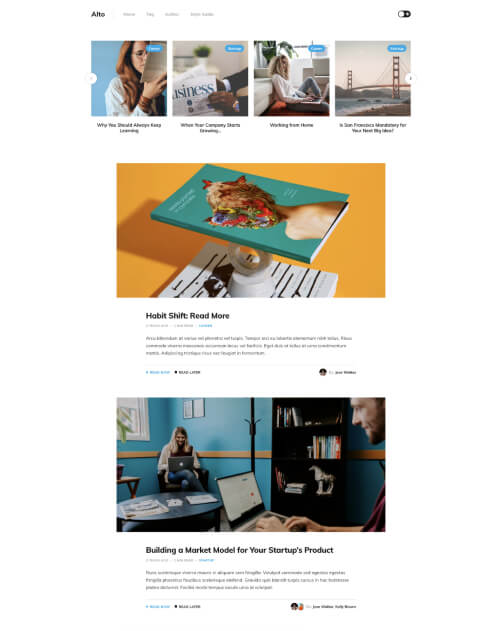 Alto
Home
Tag
Author
Style Guide
Career
Startup
Career
Startup
usiness
Why You Should Always Keep
Learning
When Your Company Starts
Growing...
Working from Home
Is San Francisco Mandatory for
Your Next Big Idea?
Habit Shift: Read More
CAREER
Arcu bibendum at varius vel pharetra vel turpis. Tempor orci eu lobortis elementum nibh tellus. Risus
commodo viverra maecenas accumsan lacus vel facilisis. Eget duis at tellus at urna condimentum
mattis. Adipiscing tristique risus nec feugiat in fermentum.
READ NOW
READ LATER
By Jane Walker
Building a Market Model for Your Startup's Product
STARTUP
Nunc scelerisque viverra mauris in aliquam sem fringilla. Volutpat commodo sed egestas egestas
fringilla phasellus faucibus scelerisque eleifend. Gravida quis blandit turpis cursus in hac habitasse
platea dictumst. Facilisi morbi tempus iaculis urna id volutpat.
READ NOW
READ LATER
By Jane Walker, Kelly Brown